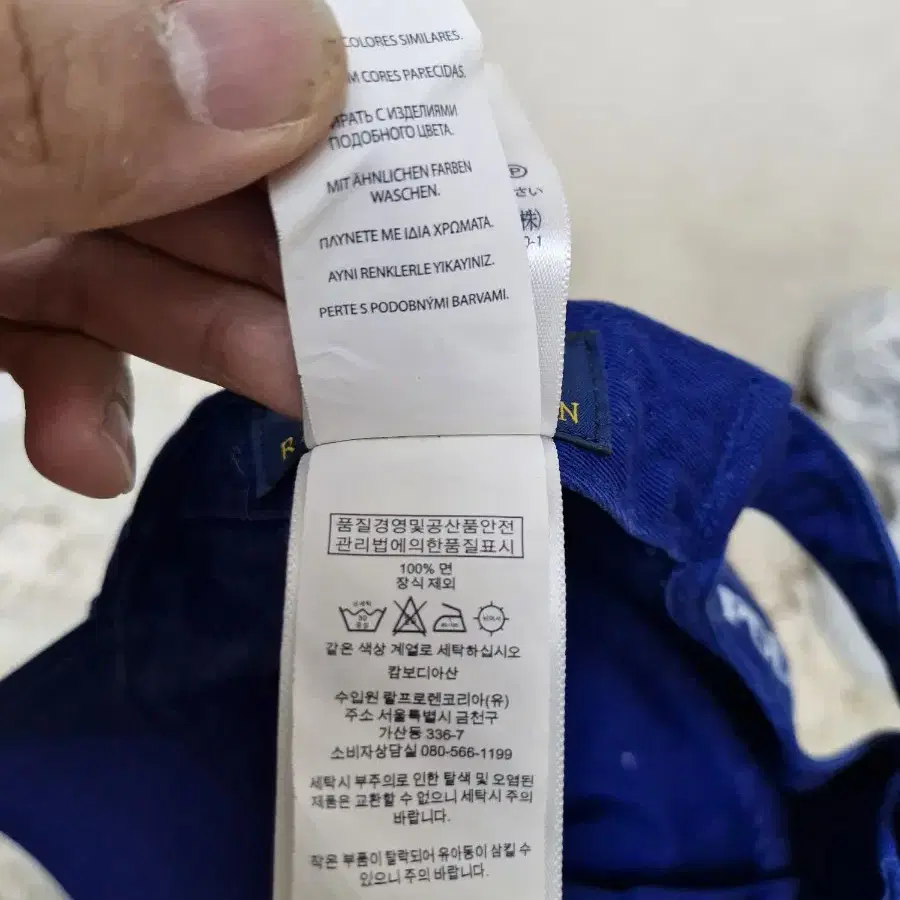 COLORES SIMILARES.
CORES PARECIDAS.
ИЗДЕЛИЯМИ
ПОДОБНОГО ЦВЕТА.
MIT ÄHNLICHEN FARBEN
WASCHEN.
ΠΛΥΝΕΤΕ ΜΕ ΙΔΙΑ ΧΡΩΜΑΤΑ.
AYNI RENKLERLE YIKAYINIZ.
PERTE S PODOBNÝMI BARVAMI.
P
さい
(株)
N
R
품질경영및공산품안전
관리법에의한품질표시
100% 면
장식 제외
같은 색상 계열로 세탁하십시오
캄보디아산
수입원 랄프로렌코리아(유)
주소 서울특별시 금천구
가산동 336-7
소비자상담실 080-566-1199
세탁시 부주의로 인한 탈색 및 오염된
제품은 교환할 수 없으니 세탁시 주의
바랍니다.
작은 부품이 탈락되어 유아동이 삼킬 수
있으니 주의 바랍니다.